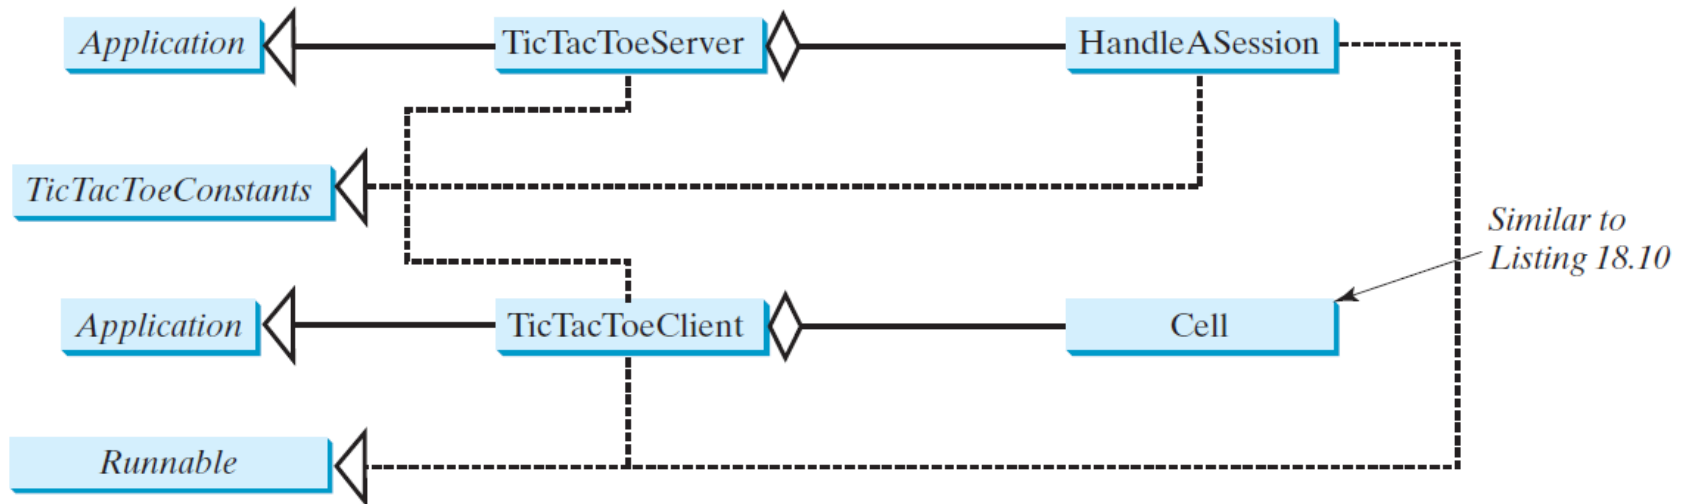 Application
TicTacToeServer
HandleASession
TicTacToeConstants
Similar to
Listing 18.10
Application
TicTacToeClient
Cell
Runnable